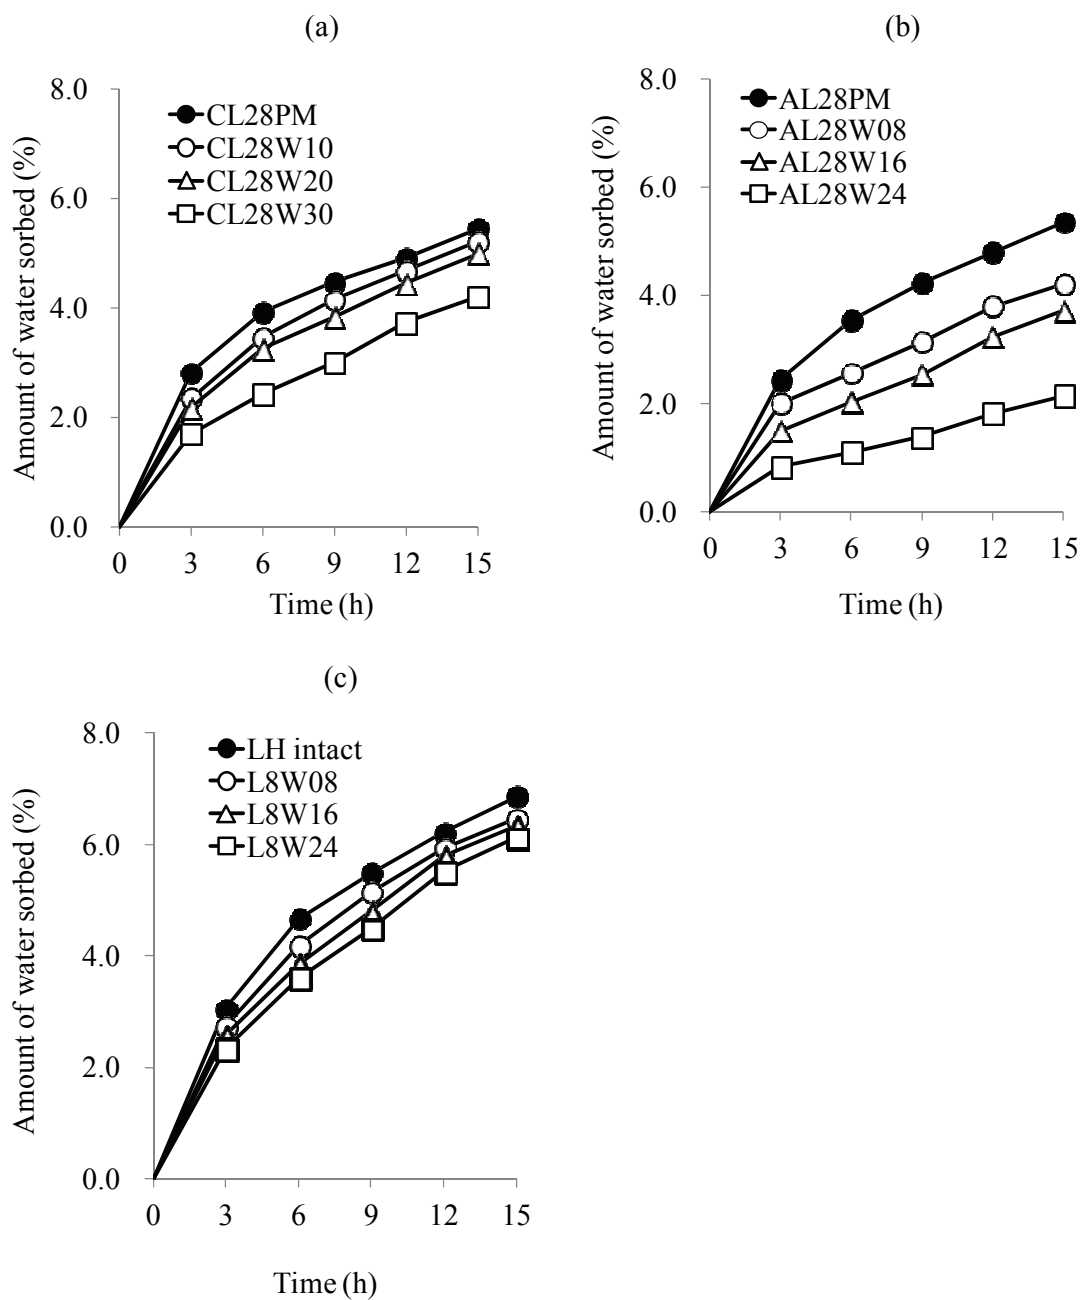 (a)
Amount of water sorbed (%)
8.0
6.0
4.0
2.0
0.0
CL28PM
CL28W10
CL28W20
CL28W30
0 3 6 9 12 15
Time (h)
(b)
Amount of water sorbed (%)
8.0
6.0
4.0
2.0
0.0
AL28PM
AL28W08
AL28W16
AL28W24
0 3 6 9 12 15
Time (h)
(c)
Amount of water sorbed (%)
8.0
6.0
4.0
2.0
0.0
LH intact
L8W08
L8W16
L8W24
0 3 6 9 12 15
Time (h)